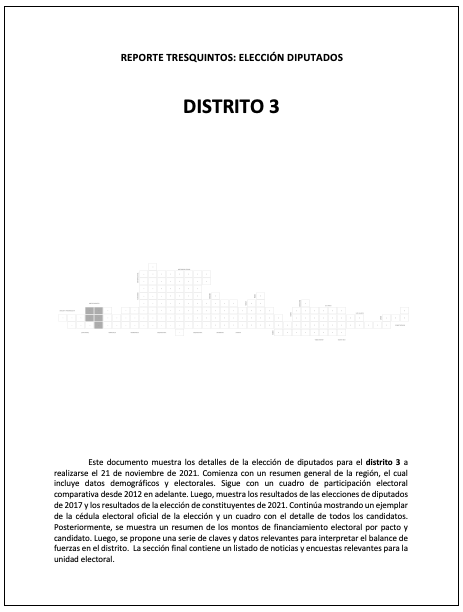 REPORTE TRESQUINTOS: ELECCIÓN DIPUTADOS
DISTRITO 3
Este documento muestra los detalles de la elección de diputados para el distrito 3 a
realizarse el 21 de noviembre de 2021. Comienza con un resumen general de la región, el cual
incluye datos demográficos y electorales. Sigue con un cuadro de participación electoral
comparativa desde 2012 en adelante. Luego, muestra los resultados de las elecciones de diputados
de 2017 y los resultados de la elección de constituyentes de 2021. Continúa mostrando un ejemplar
de la cédula electoral oficial de la elección y un cuadro con el detalle de todos los candidatos.
Posteriormente, se muestra un resumen de los montos de financiamiento electoral por pacto y
candidato. Luego, se propone una serie de claves y datos relevantes para interpretar el balance de
fuerzas en el distrito. La sección final contiene un listado de noticias y encuestas relevantes para la
unidad electoral.